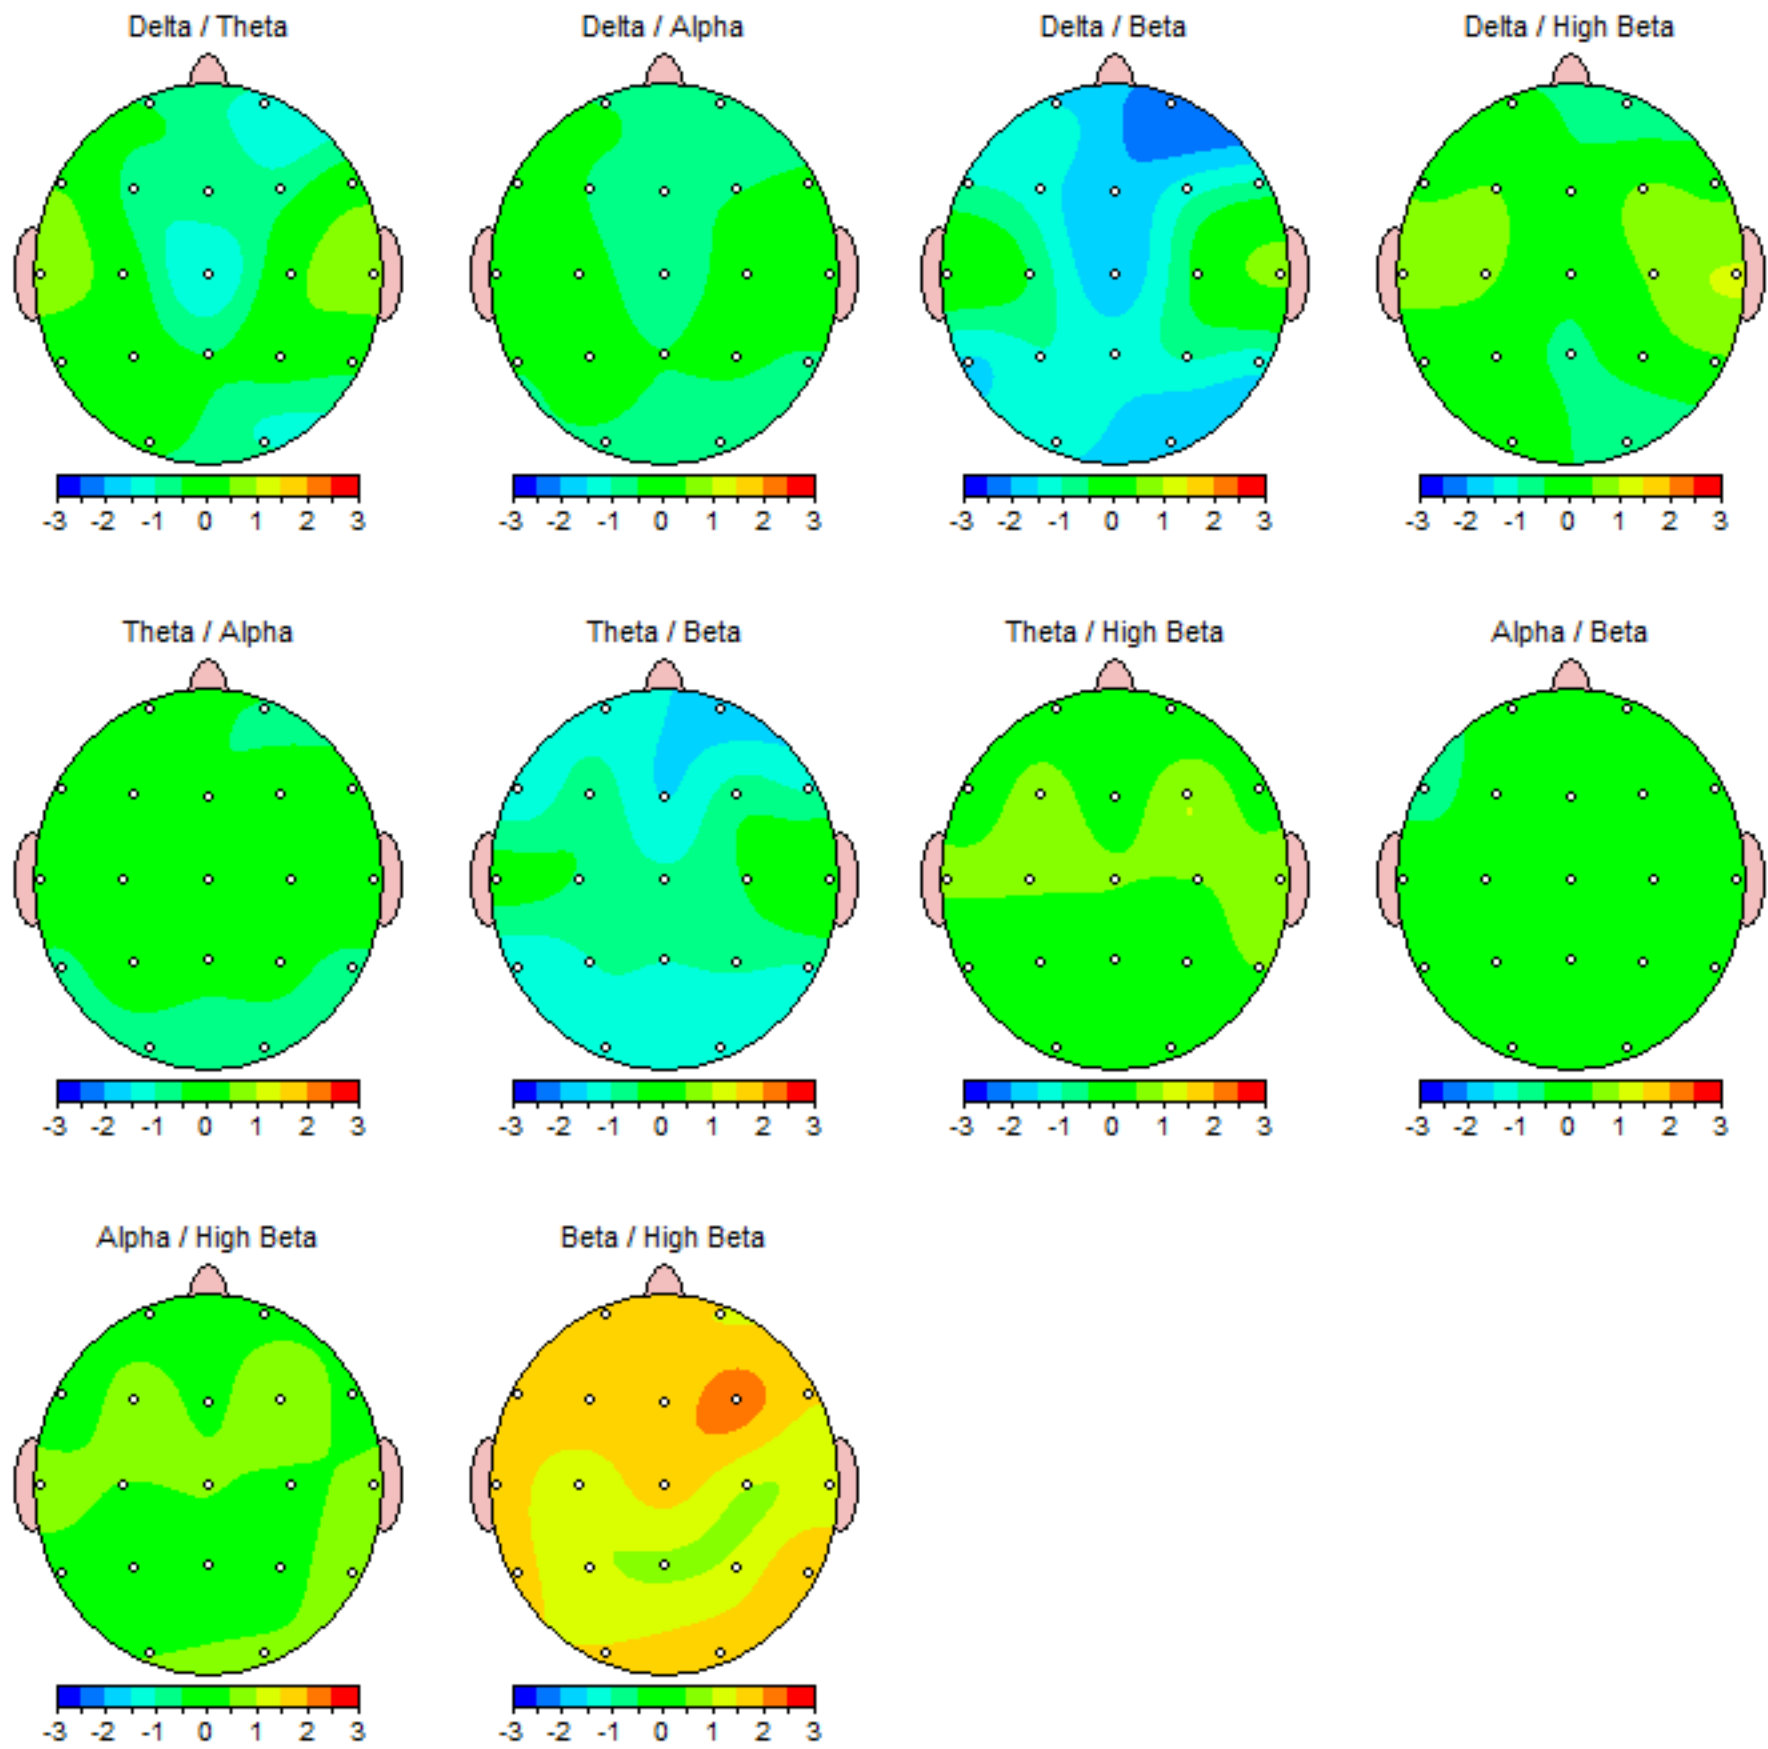 Delta / Theta
Delta / Alpha
Delta / Beta
Delta / High Beta
-3 -2 -1 0 1 2 3
-3 -2 -1 0 1 2 3
-3 -2 -1 0 1 2 3
-3 -2 -1 0 1 2 3
Theta / Alpha
Theta / Beta
Theta / High Beta
Alpha / Beta
-3 -2 -1 0 1 2 3
-3 -2 -1 0 1 2 3
-3 -2 -1 0 1 2 3
-3 -2 -1 0 1 2 3
Alpha / High Beta
Beta / High Beta
-3 -2 -1 0 1 2 3
-3 -2 -1 0 1 2 3